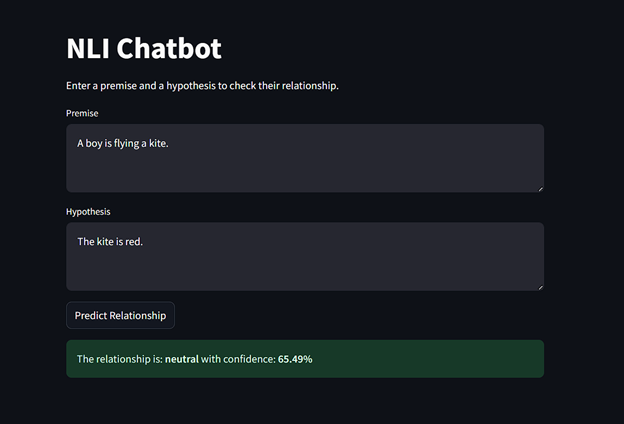 NLI Chatbot
Enter a premise and a hypothesis to check their relationship.
Premise
A boy is flying a kite.
Hypothesis
The kite is red.
Predict Relationship
The relationship is: neutral with confidence: 65.49%